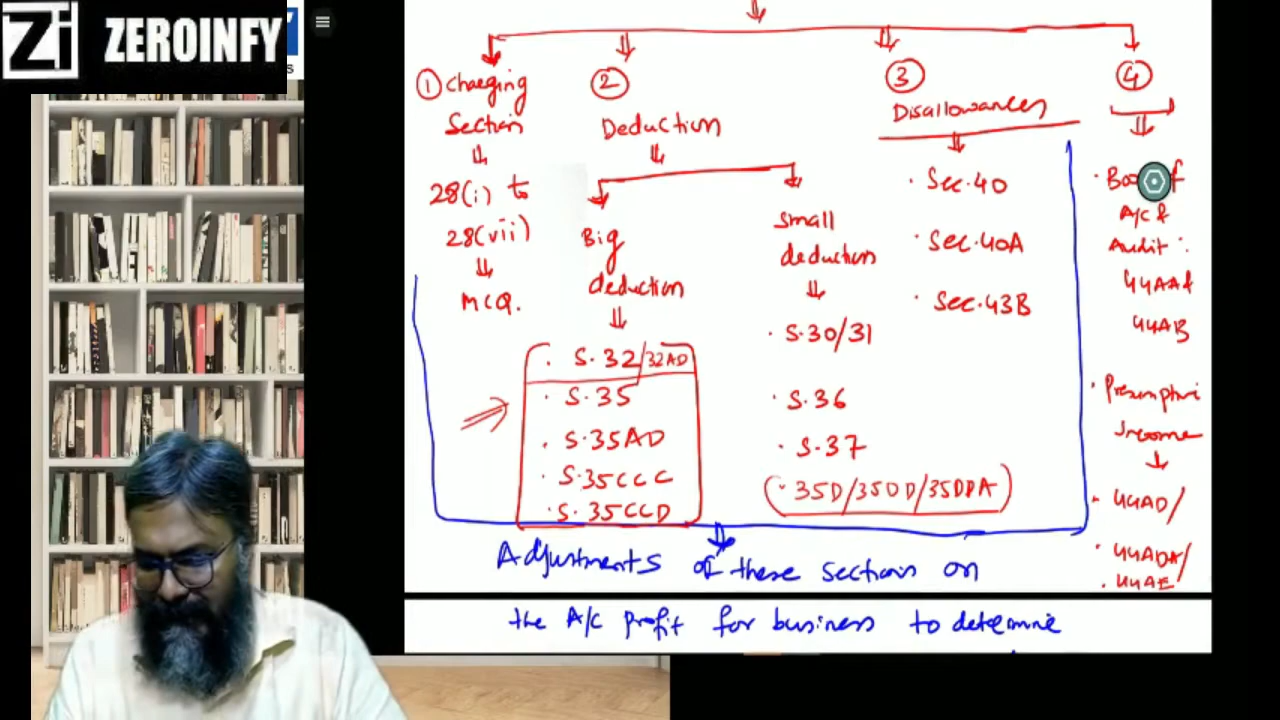 Zi ZEROINFY
① Charging
Section
28(i) to
28(vii)
MCQ.
②
Deduction
Big
deduction
. S.32/32AD
. S.35
. S.35AD
. S.35CCC
. S.35CCD
Small
deduction
. S.30/31
. S.36
. S.37
(. 35D/35DD/35DDA)
③
Disallowances
. Sec.40
. Sec.40A
. Sec.43B
④
A/C &
Audit :
44AA &
44AB
. Presumptive
Income
. 44AD/
. 44ADA/
. 44AE
Adjustments of these sections on
the A/C profit for business to determine